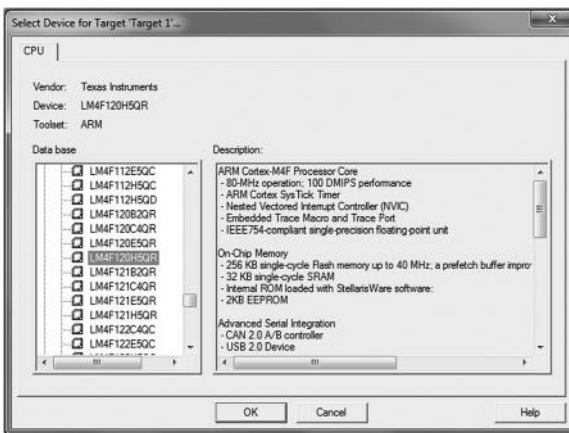 Select Device for Target 'Target 1'...
CPU
Vendor: Texas Instruments
Device: LM4F120H5QR
Toolset: ARM
Data base
LM4F112E5QC
LM4F112H5QC
LM4F112H5QD
LM4F120B2QR
LM4F120C4QR
LM4F120E5QR
LM4F120H5QR
LM4F121B2QR
LM4F121C4QR
LM4F121E5QR
LM4F121H5QR
LM4F122C4QC
LM4F122E5QC
Description:
ARM Cortex-M4F Processor Core
- 80-MHz operation; 100 DMIPS performance
- ARM Cortex SysTick Timer
- Nested Vectored Interrupt Controller (NVIC)
- Embedded Trace Macro and Trace Port
- IEEE754-compliant single-precision floating-point unit
On-Chip Memory
- 256 KB single-cycle Flash memory up to 40 MHz; a prefetch buffer improv
- 32 KB single-cycle SRAM
- Internal ROM loaded with StellarisWare software:
- 2KB EEPROM
Advanced Serial Integration
- CAN 2.0 A/B controller
- USB 2.0 Device
OK
Cancel
Help